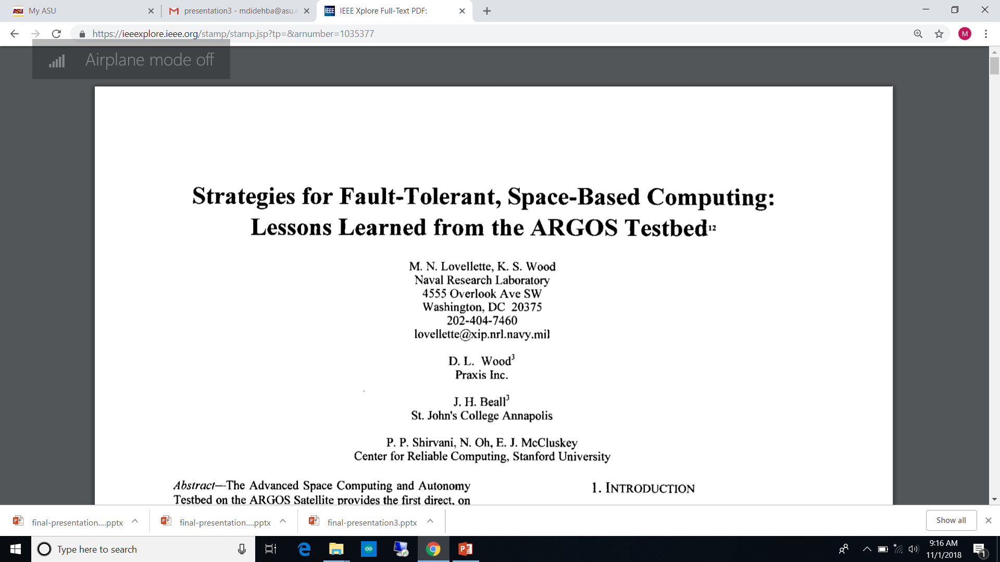 ASU My ASU
presentation3 - mdidehba@asu.e
IEEE IEEE Xplore Full-Text PDF:
https://ieeexplore.ieee.org/stamp/stamp.jsp?tp=&arnumber=1035377
M
Airplane mode off
Strategies for Fault-Tolerant, Space-Based Computing:
Lessons Learned from the ARGOS Testbed¹²
M. N. Lovellette, K. S. Wood
Naval Research Laboratory
4555 Overlook Ave SW
Washington, DC 20375
202-404-7460
lovellette@xip.nrl.navy.mil
D. L. Wood³
Praxis Inc.
J. H. Beall³
St. John's College Annapolis
P. P. Shirvani, N. Oh, E. J. McCluskey
Center for Reliable Computing, Stanford University
Abstract—The Advanced Space Computing and Autonomy
Testbed on the ARGOS Satellite provides the first direct, on
1. INTRODUCTION
final-presentation....pptx
final-presentation....pptx
final-presentation3.pptx
Show all
Type here to search
9:16 AM
11/1/2018
1